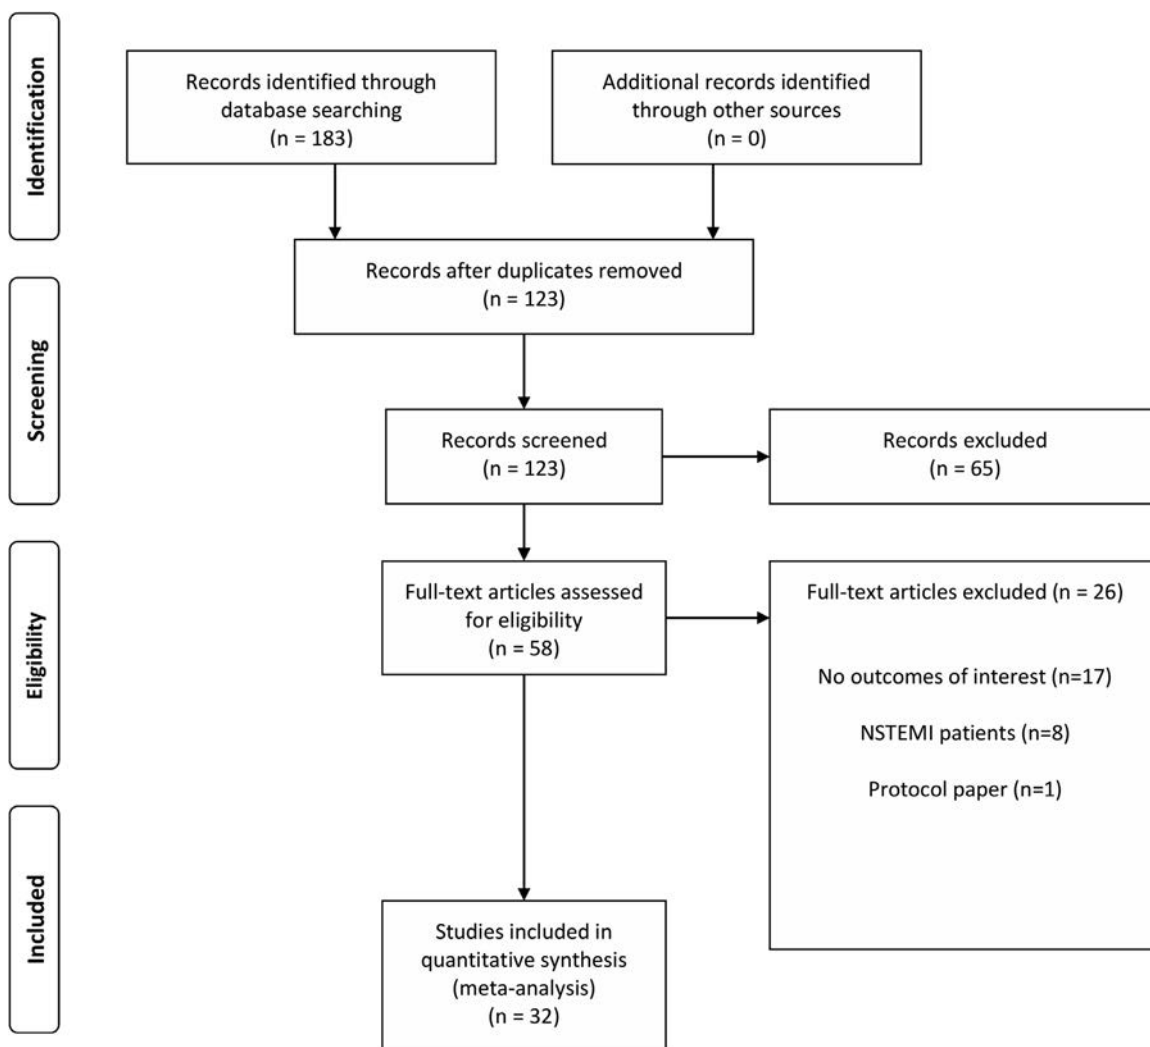 Identification
Records identified through
database searching
(n = 183)
Additional records identified
through other sources
(n = 0)
Records after duplicates removed
(n = 123)
Screening
Records screened
(n = 123)
Records excluded
(n = 65)
Eligibility
Full-text articles assessed
for eligibility
(n = 58)
Full-text articles excluded (n = 26)
No outcomes of interest (n=17)
NSTEMI patients (n=8)
Protocol paper (n=1)
Included
Studies included in
quantitative synthesis
(meta-analysis)
(n = 32)